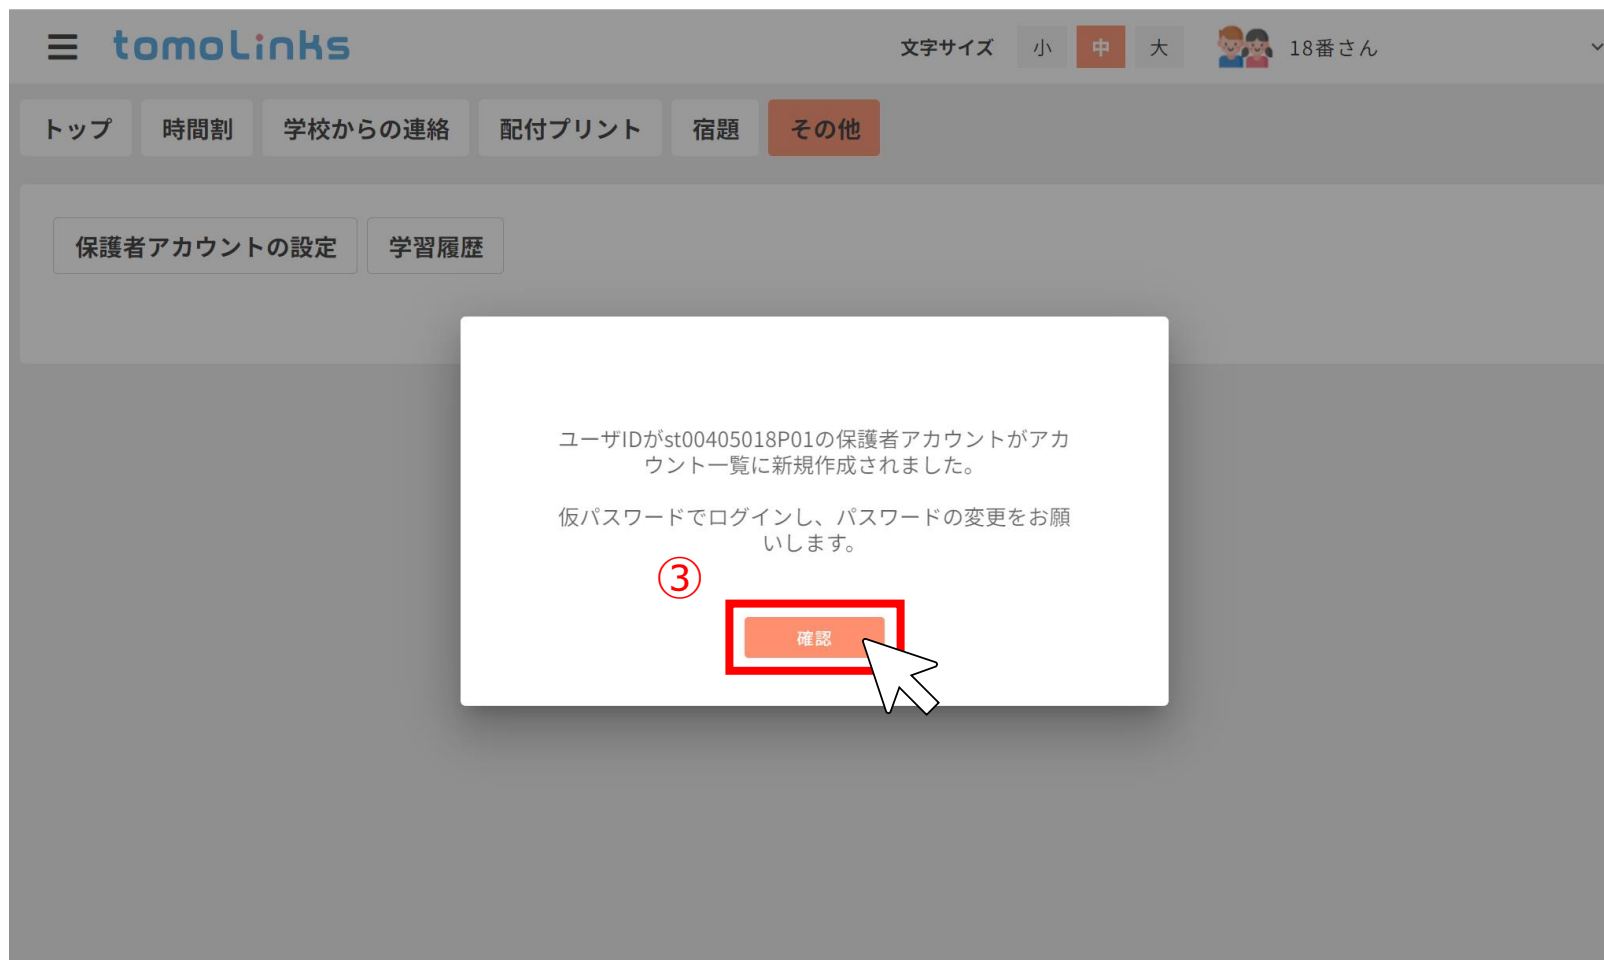 tomoLinks
文字サイズ 小 中 大 18番さん
トップ 時間割 学校からの連絡 配付プリント 宿題 その他
保護者アカウントの設定 学習履歴
ユーザIDがst00405018P01の保護者アカウントがアカ
ウント一覧に新規作成されました。
仮パスワードでログインし、パスワードの変更をお願
いします。
③
確認